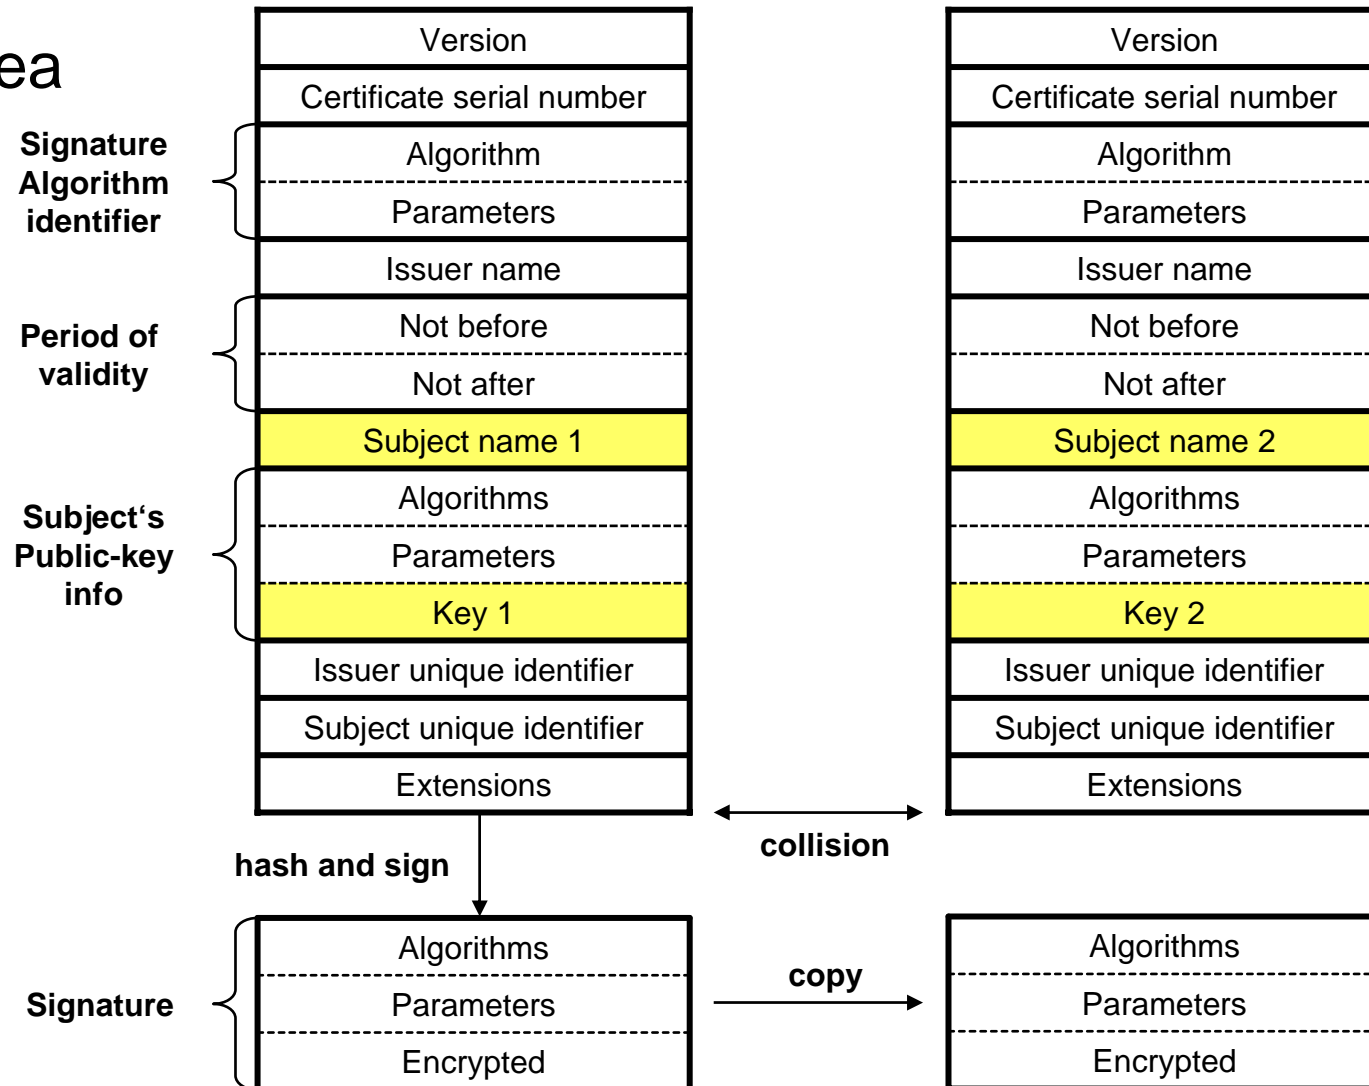 ea
Version
Certificate serial number
Signature
Algorithm
identifier
Algorithm
Parameters
Issuer name
Period of
validity
Not before
Not after
Subject name 1
Subject‘s
Public-key
info
Algorithms
Parameters
Key 1
Issuer unique identifier
Subject unique identifier
Extensions
Version
Certificate serial number
Algorithm
Parameters
Issuer name
Not before
Not after
Subject name 2
Algorithms
Parameters
Key 2
Issuer unique identifier
Subject unique identifier
Extensions
collision
hash and sign
Signature
Algorithms
Parameters
Encrypted
copy
Algorithms
Parameters
Encrypted